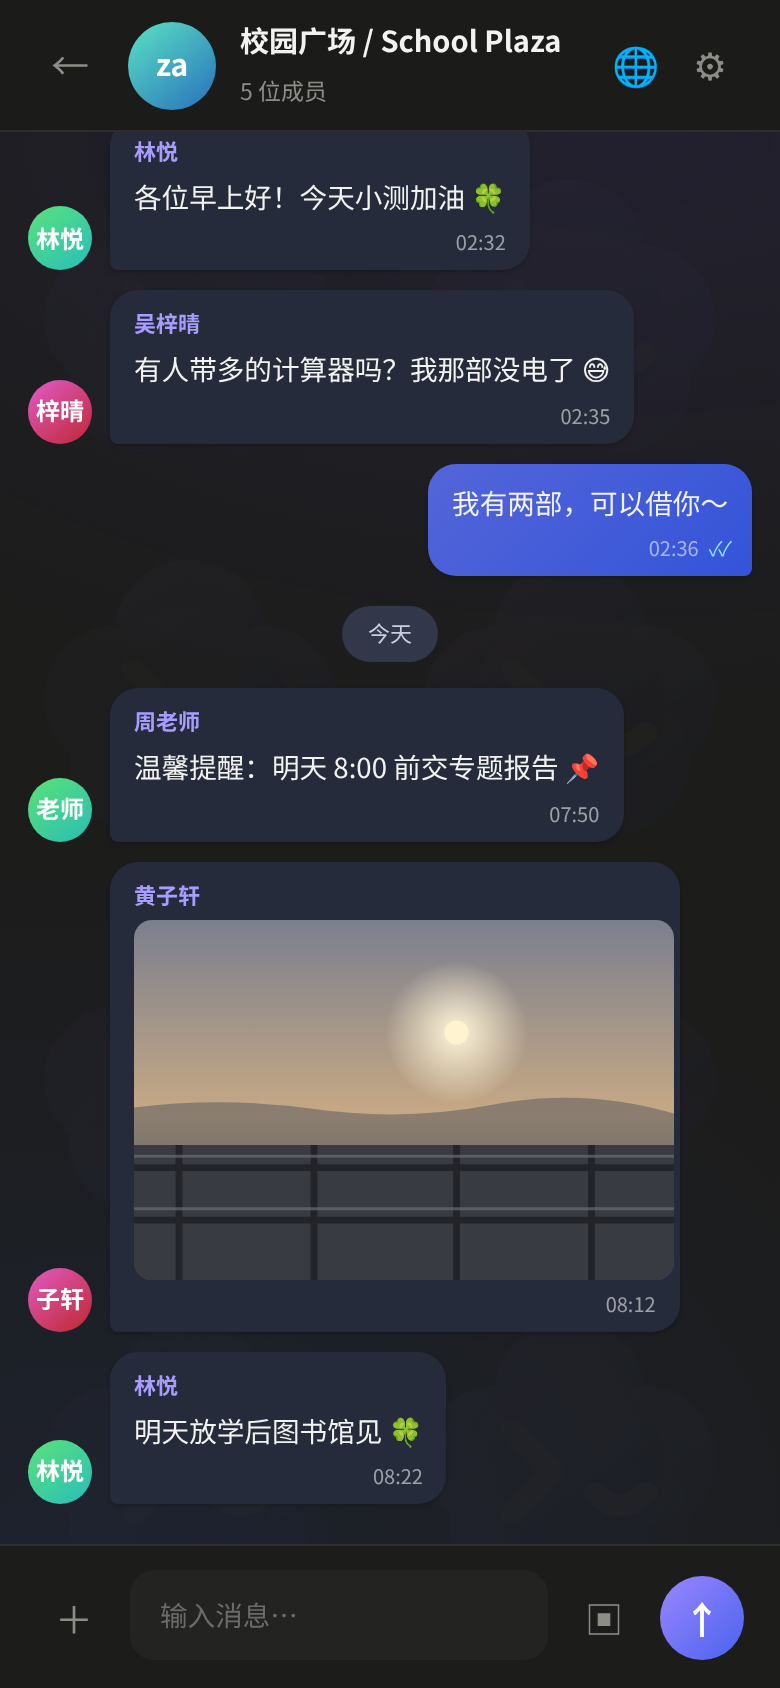 za
校园广场 / School Plaza
5 位成员
林悦
各位早上好！今天小测加油 🍀
02:32
林悦
吴梓晴
有人带多的计算器吗？我那部没电了 😅
02:35
梓晴
我有两部，可以借你～
02:36
今天
周老师
温馨提醒：明天 8:00 前交专题报告 📌
07:50
老师
黄子轩
08:12
子轩
林悦
明天放学后图书馆见 🍀
08:22
林悦
输入消息…